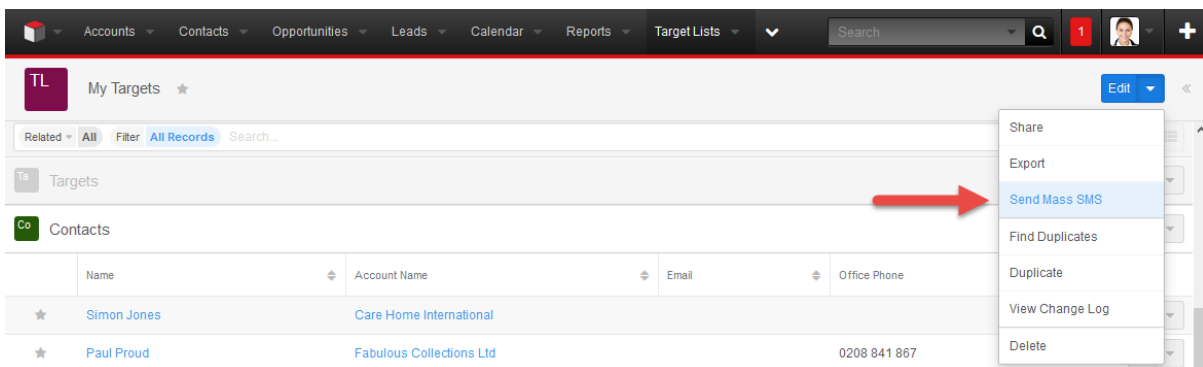 Accounts Contacts Opportunities Leads Calendar Reports Target Lists Search 1
TL My Targets Edit
Share
Related All Filter All Records Search...
Export
Ta Targets
Send Mass SMS
Co Contacts
Find Duplicates
Name Account Name Email Office Phone
Duplicate
Simon Jones Care Home International
View Change Log
Paul Proud Fabulous Collections Ltd 0208 841 867
Delete